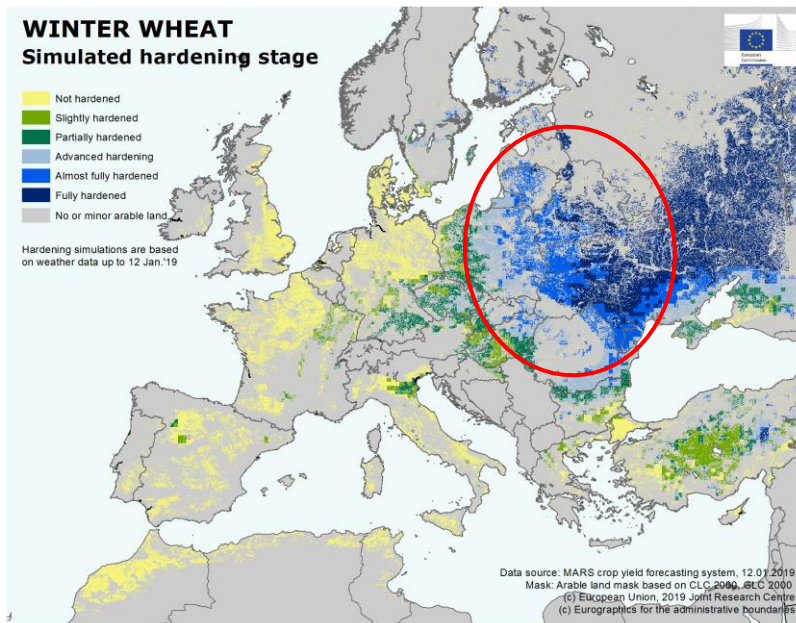 WINTER WHEAT
Simulated hardening stage
Not hardened
Slightly hardened
Partially hardened
Advanced hardening
Almost fully hardened
Fully hardened
No or minor arable land
Hardening simulations are based
on weather data up to 12 Jan.'19
European
Commission
Data source: MARS crop yield forecasting system, 12.01.2019
Mask: Arable land mask based on CLC 2000, GLC 2000
(c) European Union, 2019 Joint Research Centre
(c) Eurographics for the administrative boundaries